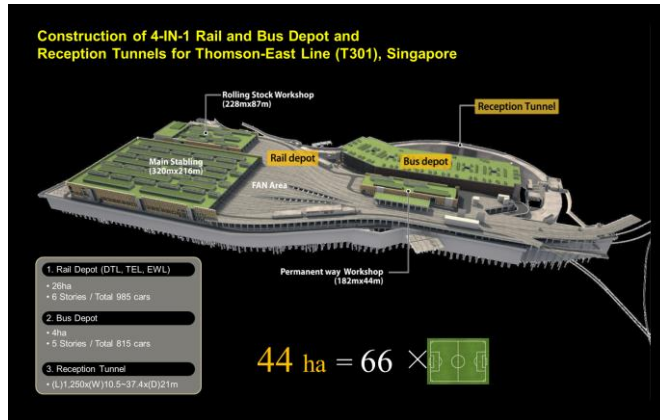 Construction of 4-IN-1 Rail and Bus Depot and
Reception Tunnels for Thomson-East Line (T301), Singapore
Rolling Stock Workshop
(228mx87m)
Reception Tunnel
Main Stabling
(320mx216m)
Rail depot
Bus depot
FAN Area
Permanent way Workshop
(182mx44m)
1. Rail Depot (DTL, TEL, EWL)
• 26ha
• 6 Stories / Total 985 cars
2. Bus Depot
• 4ha
• 5 Stories / Total 815 cars
3. Reception Tunnel
• (L)1,250x(W)10.5~37.4x(D)21m
44 ha = 66 ×